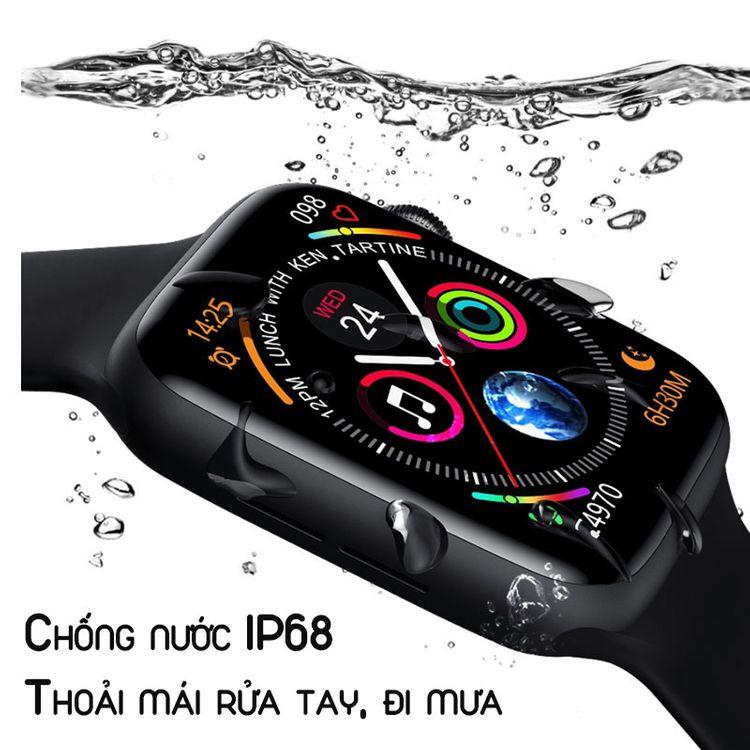 098
14:25
12PM LUNCH WITH KEN, TARTINE
WED
24
6H30M
74970
CHỐNG NƯỚC IP68
THOẢI MÁI RỬA TAY, ĐI MƯA